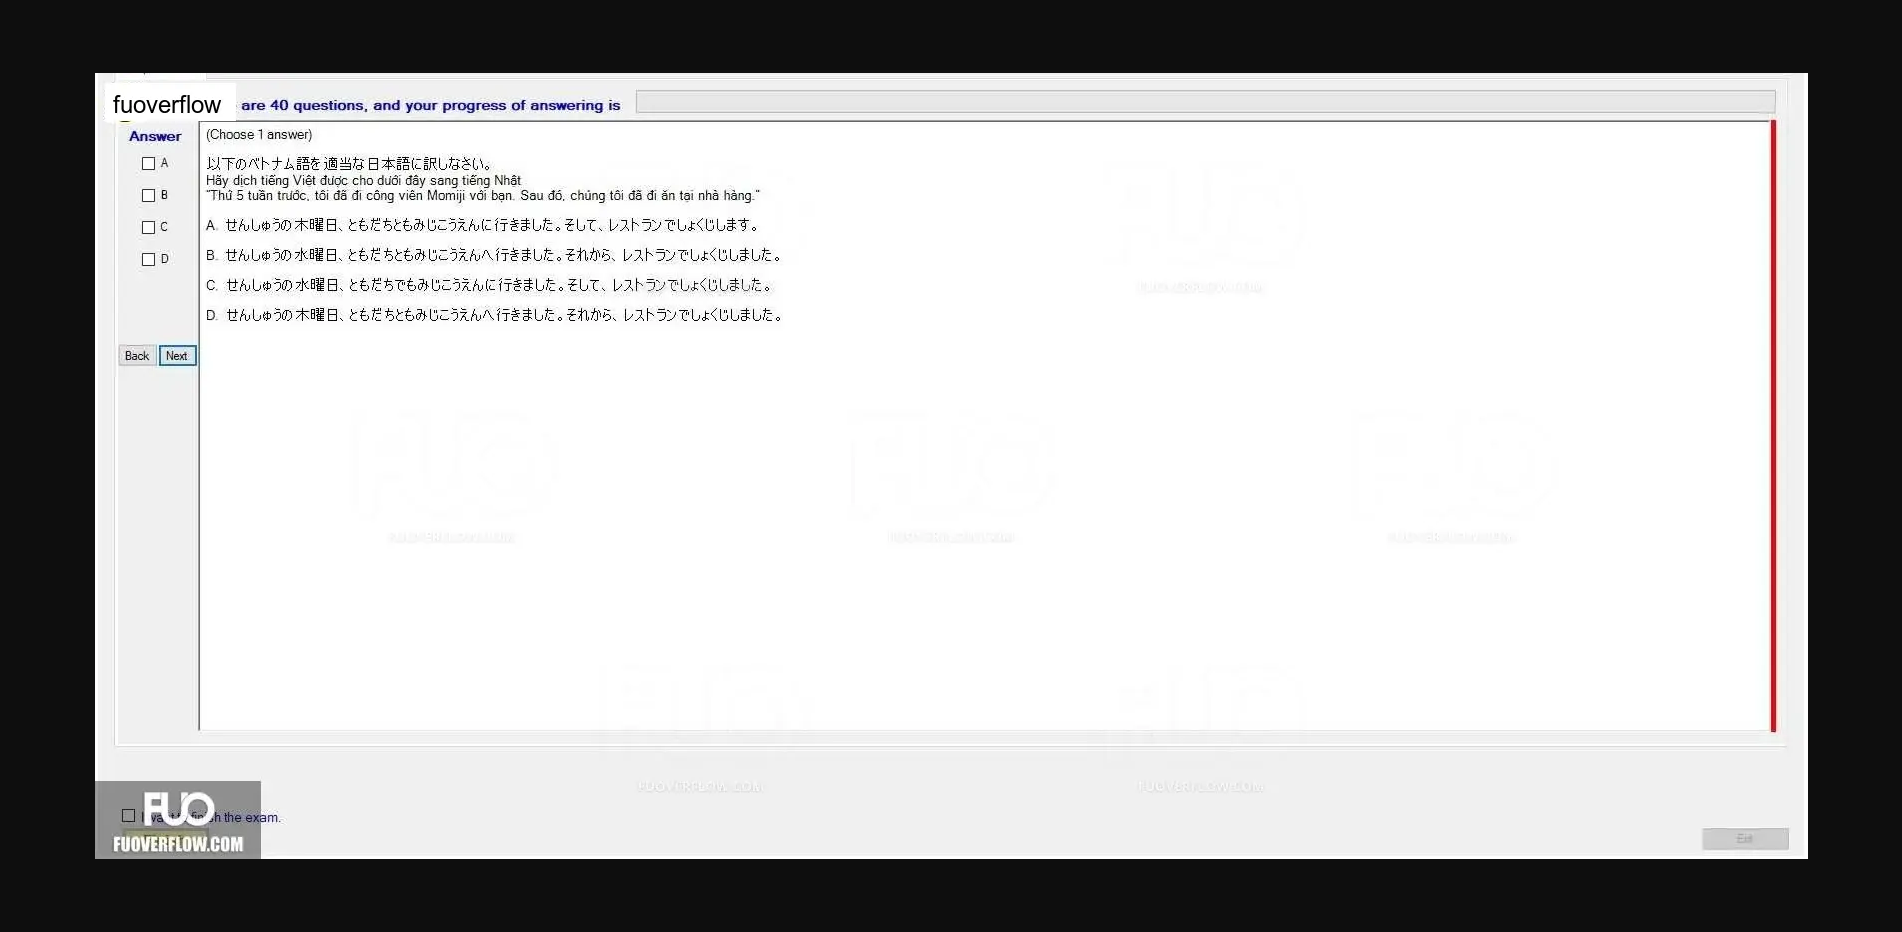 fuoverflow
are 40 questions, and your progress of answering is
Answer
(Choose 1 answer)
A
以下のベトナム語を適当な日本語に訳しなさい。
Hãy dịch tiếng Việt được cho dưới đây sang tiếng Nhật
B
"Thứ 5 tuần trước, tôi đã đi công viên Momiji với bạn. Sau đó, chúng tôi đã đi ăn tại nhà hàng."
C
A. せんしゅうの木曜日、ともだちともみじこうえんに行きました。そして、レストランでしょくじします。
D
B. せんしゅうの水曜日、ともだちともみじこうえんへ行きました。それから、レストランでしょくじしました。
C. せんしゅうの水曜日、ともだちでもみじこうえんに行きました。そして、レストランでしょくじしました。
D. せんしゅうの木曜日、ともだちともみじこうえんへ行きました。それから、レストランでしょくじしました。
Back Next
FUOVERFLOW.COM
FUOVERFLOW.COM FUOVERFLOW.COM FUOVERFLOW.COM
FUOVERFLOW.COM FUOVERFLOW.COM
FUO
the exam.
FUOVERFLOW.COM
Exit